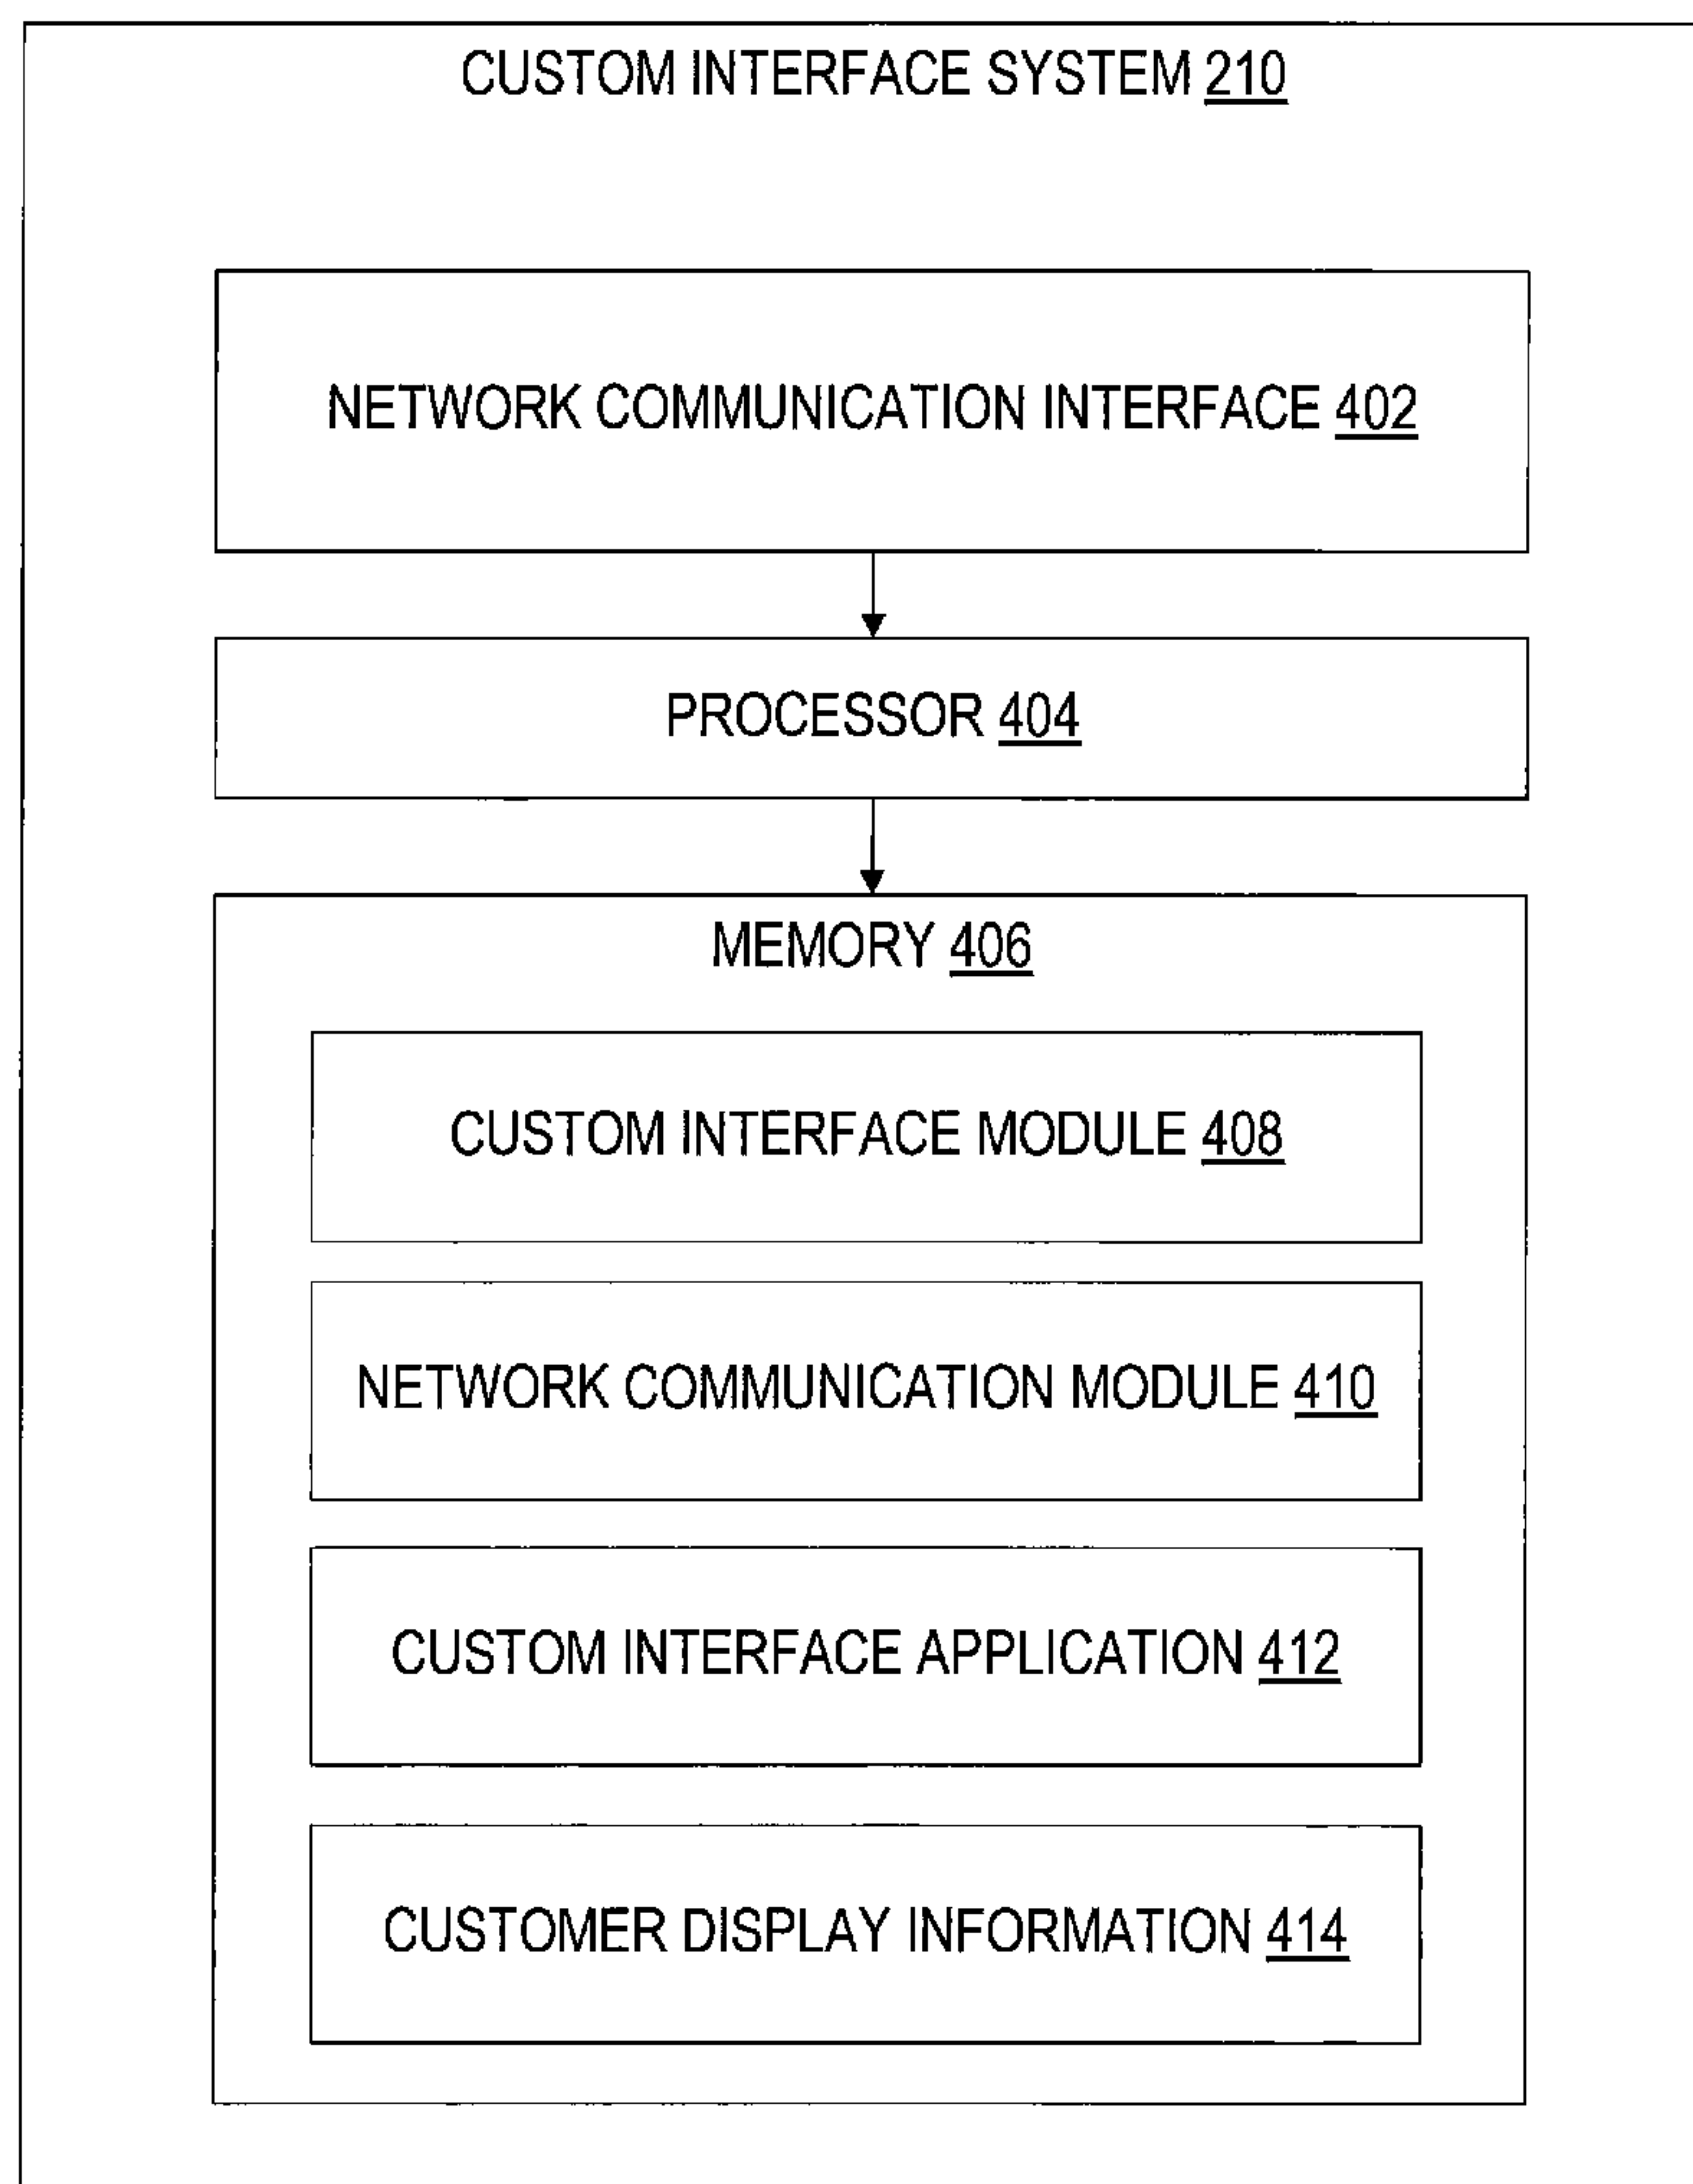 CUSTOM INTERFACE SYSTEM 210
NETWORK COMMUNICATION INTERFACE 402
PROCESSOR 404
MEMORY 406
CUSTOM INTERFACE MODULE 408
NETWORK COMMUNICATION MODULE 410
CUSTOM INTERFACE APPLICATION 412
CUSTOMER DISPLAY INFORMATION 414